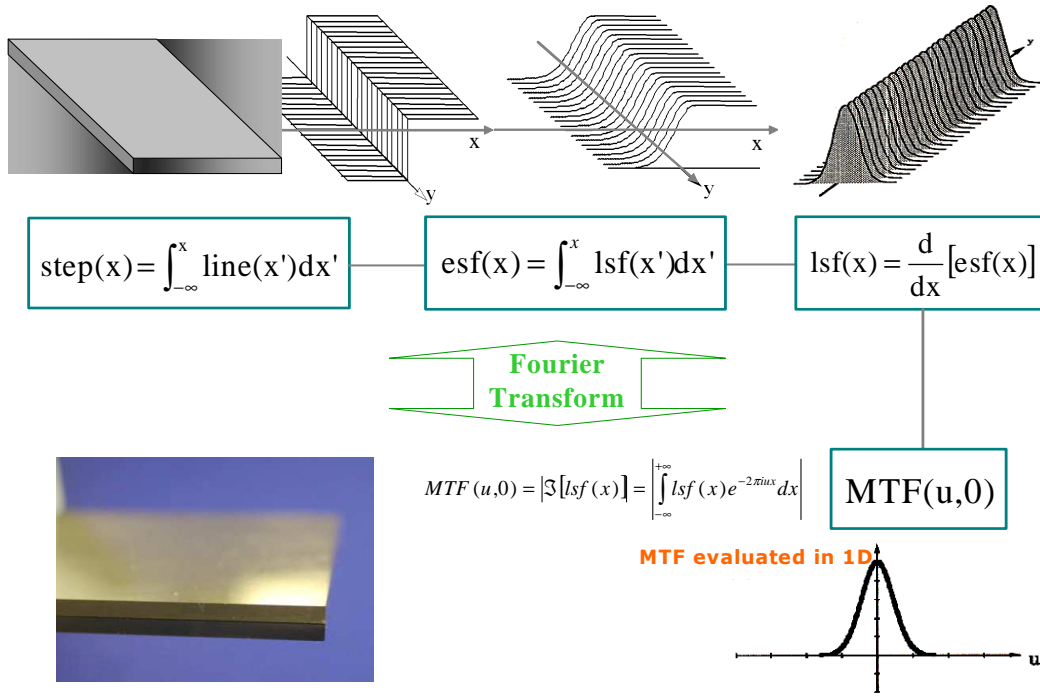 x
y
x
y
y
step(x) = ∫_{-∞}^{x} line(x')dx'
esf(x) = ∫_{-∞}^{x} lsf(x')dx'
lsf(x) = d/dx [esf(x)]
Fourier
Transform
MTF(u,0) = |ℑ[lsf(x)]| = |∫_{-∞}^{+∞} lsf(x)e^{-2πiux}dx|
MTF(u,0)
MTF evaluated in 1D
u